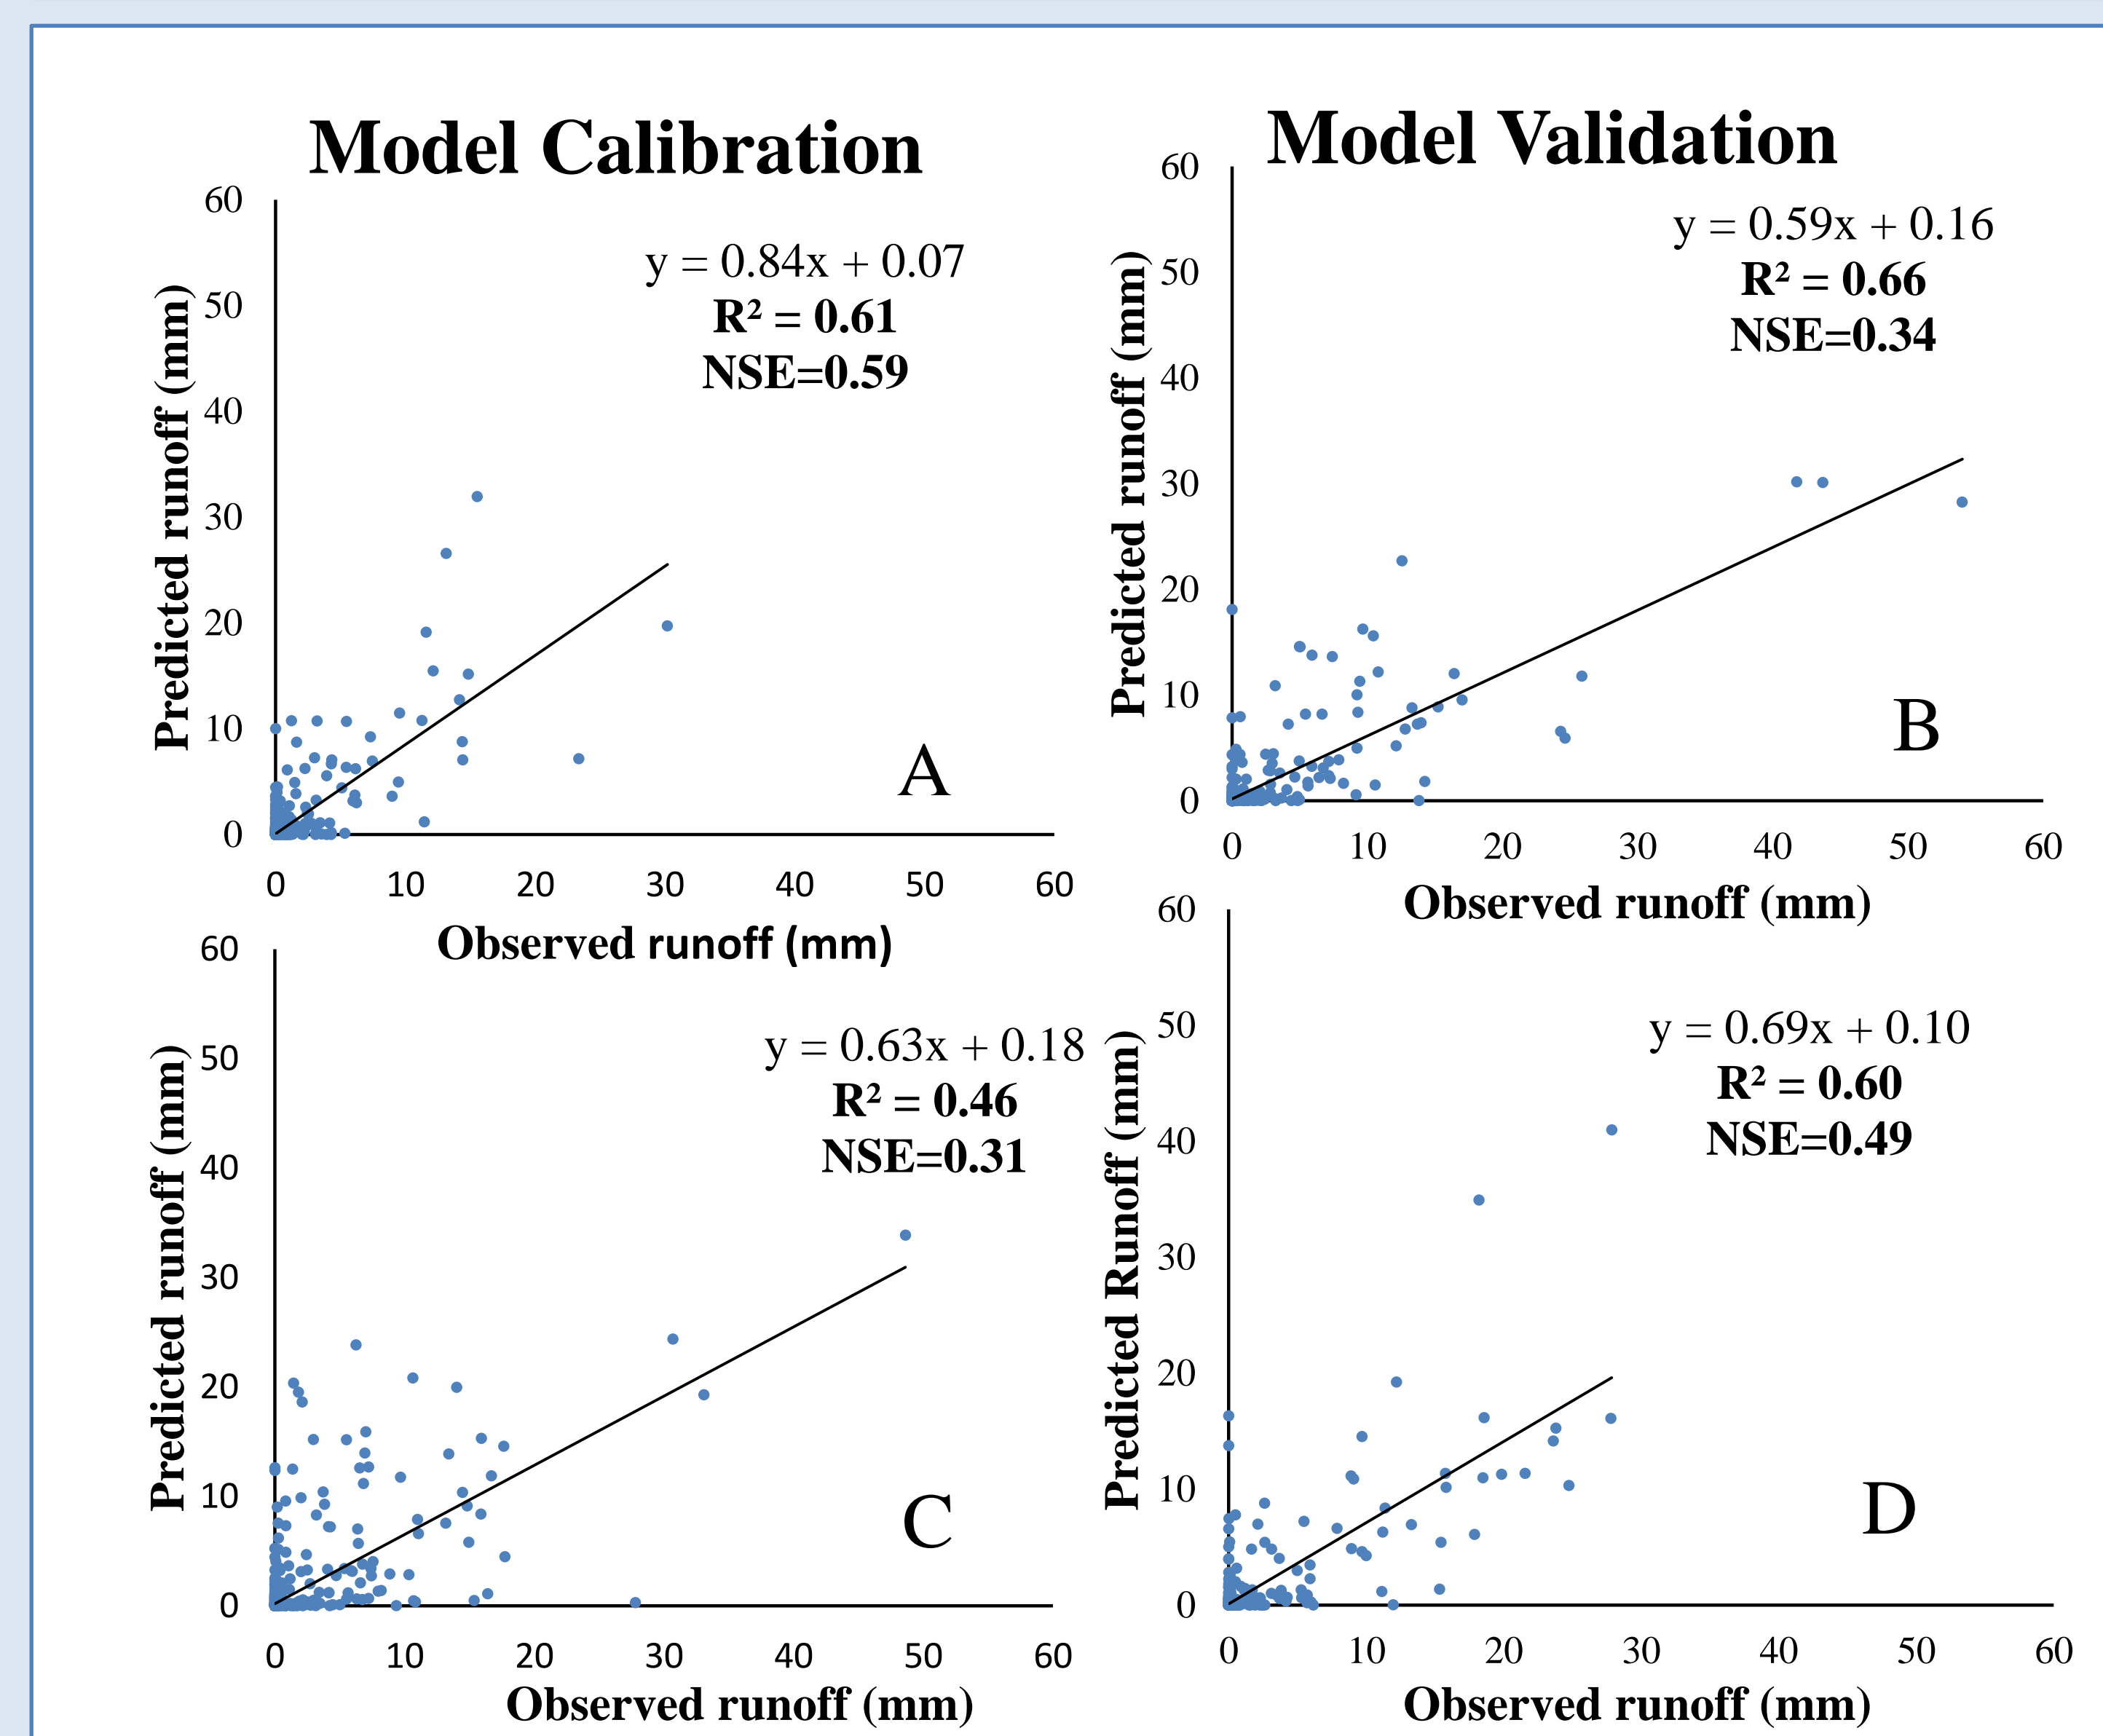 Model Calibration
Model Validation
60
50
40
30
20
10
0
Predicted runoff (mm)
y = 0.84x + 0.07
R² = 0.61
NSE=0.59
A
0 10 20 30 40 50 60
Observed runoff (mm)
60
50
40
30
20
10
0
Predicted runoff (mm)
y = 0.59x + 0.16
R² = 0.66
NSE=0.34
B
0 10 20 30 40 50 60
Observed runoff (mm)
60
50
40
30
20
10
0
Predicted runoff (mm)
y = 0.63x + 0.18
R² = 0.46
NSE=0.31
C
0 10 20 30 40 50 60
Observed runoff (mm)
60
50
40
30
20
10
0
Predicted Runoff (mm)
y = 0.69x + 0.10
R² = 0.60
NSE=0.49
D
0 10 20 30 40 50 60
Observed runoff (mm)